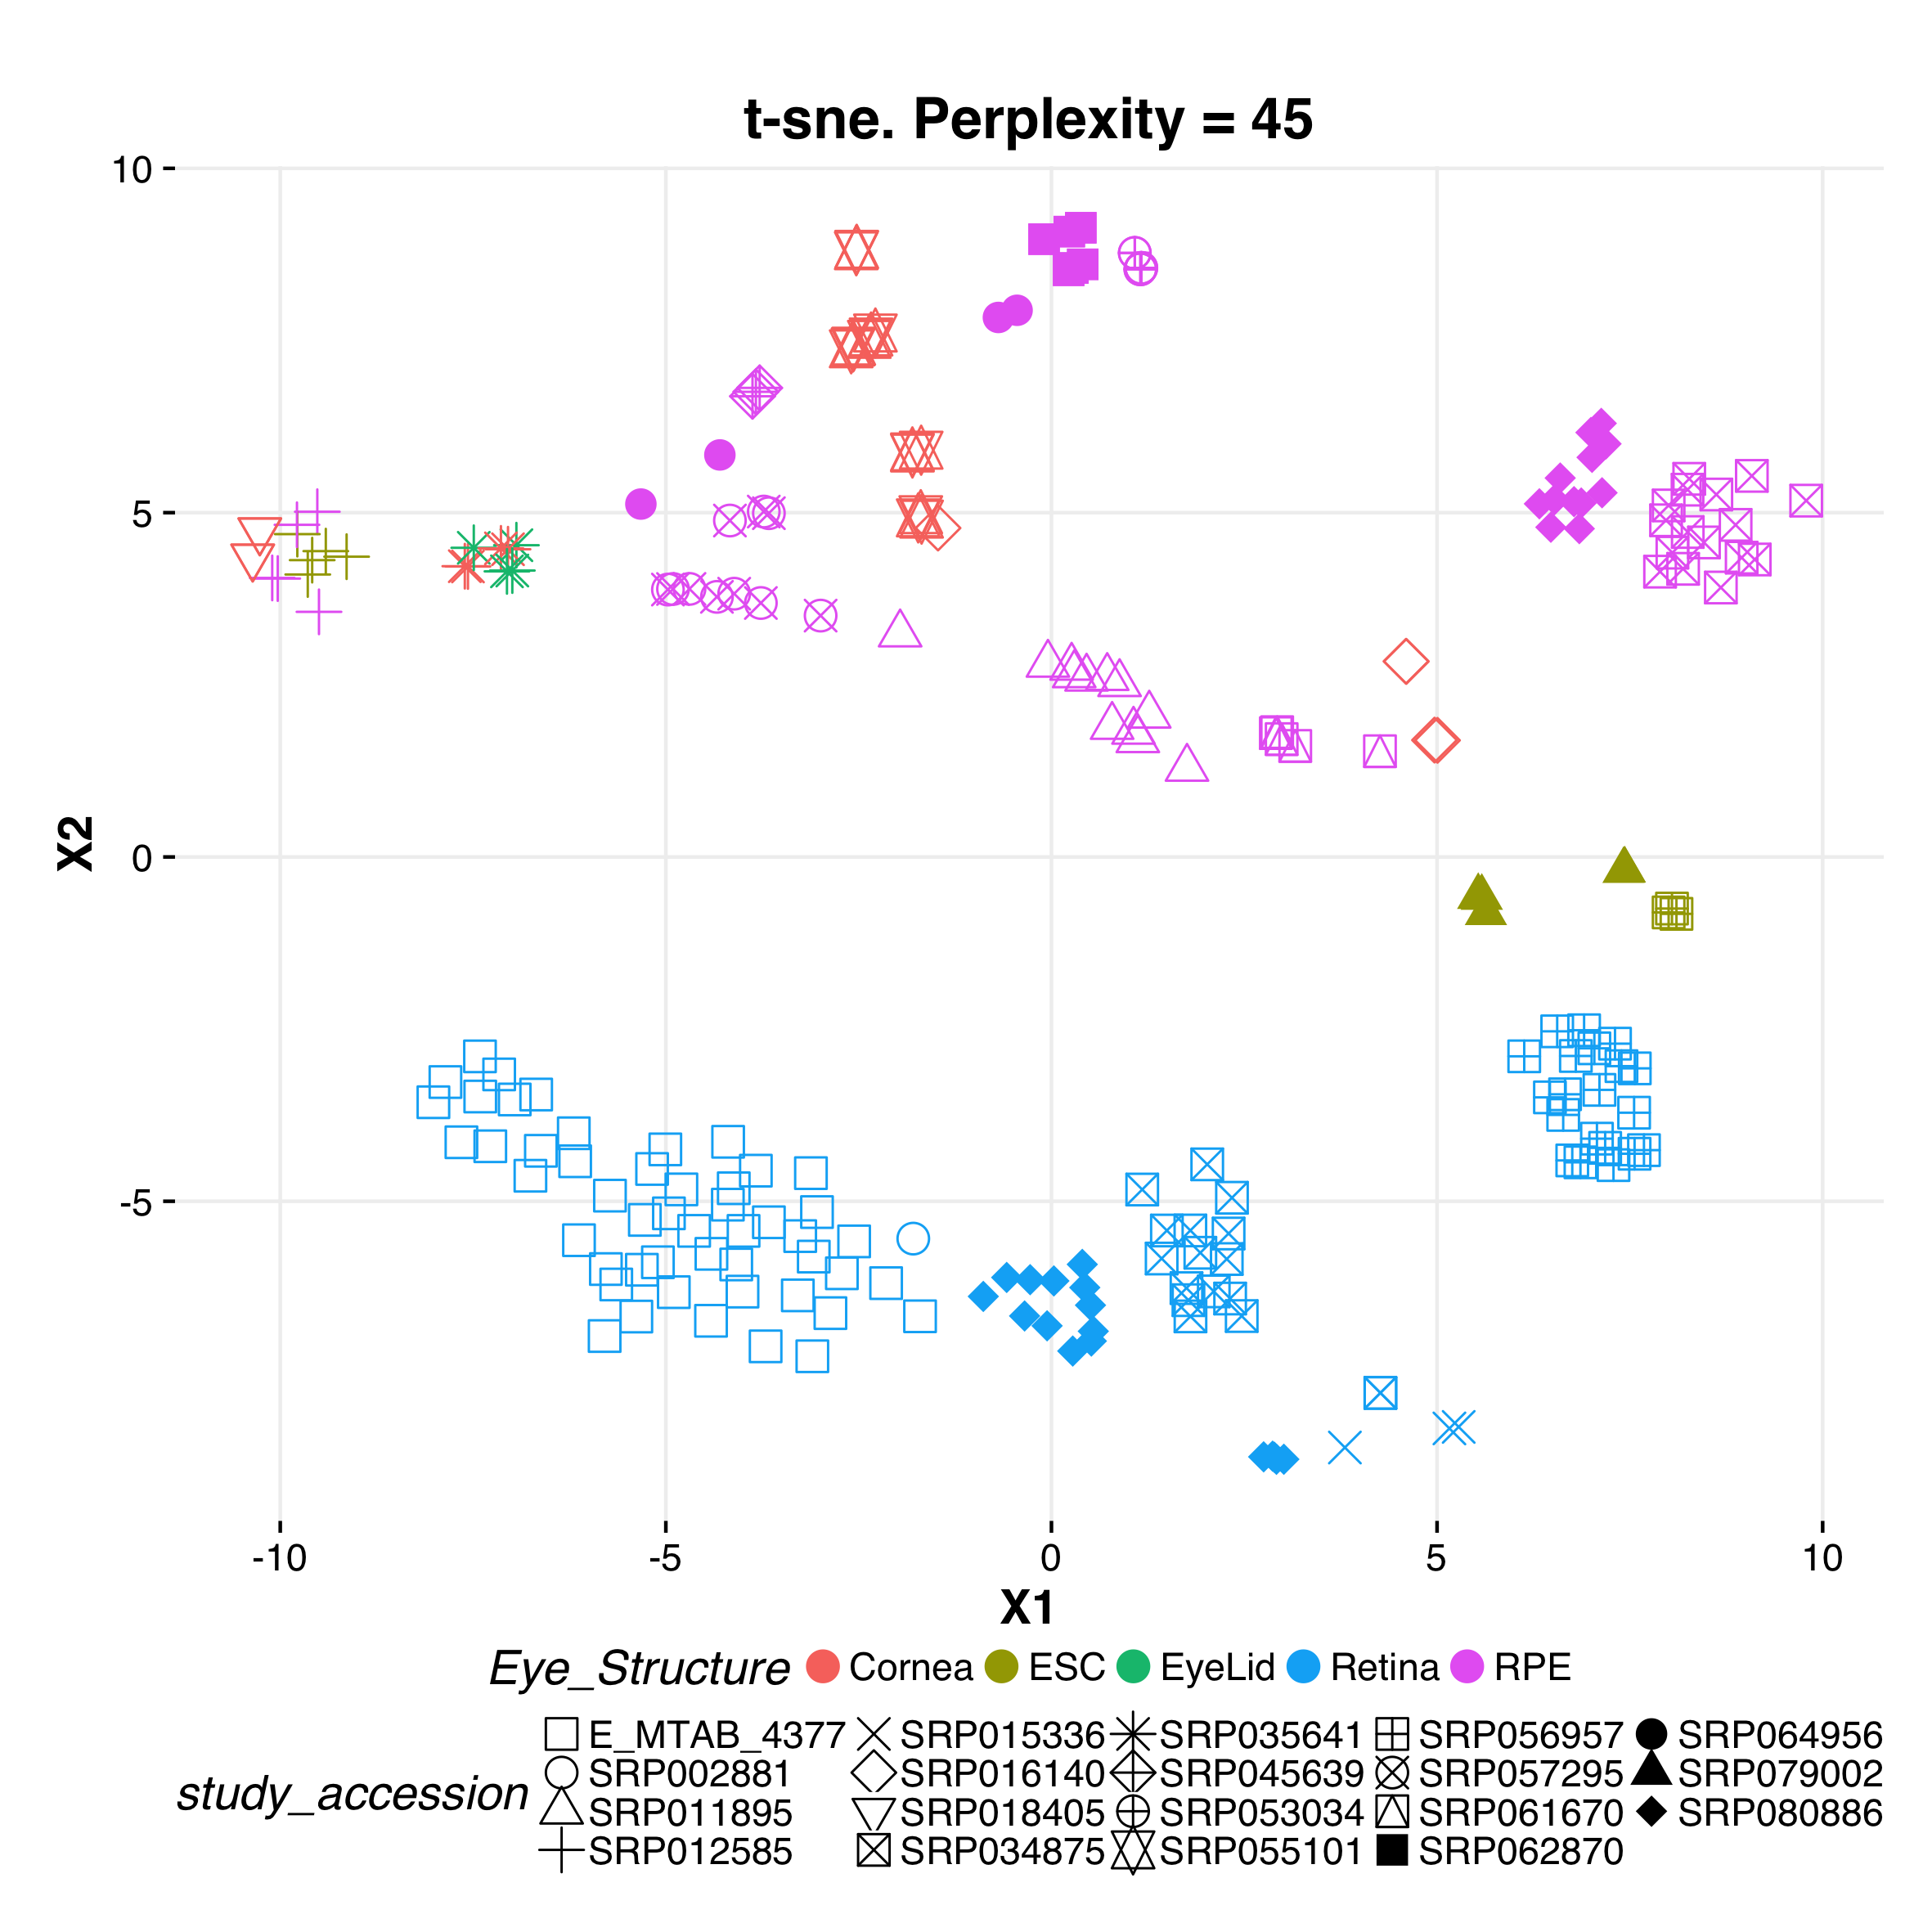 t-sne. Perplexity = 45
10
5
0
-5
X2
-10 -5 0 5 10
X1
Eye_Structure Cornea ESC EyeLid Retina RPE
E_MTAB_4377 SRP015336 SRP035641 SRP056957 SRP064956
SRP002881 SRP016140 SRP045639 SRP057295 SRP079002
study_accession
SRP011895 SRP018405 SRP053034 SRP061670 SRP080886
SRP012585 SRP034875 SRP055101 SRP062870